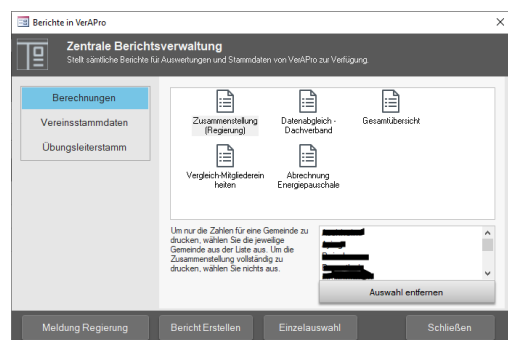 Berichte in VerAPro
Zentrale Berichtsverwaltung
Stellt sämtliche Berichte für Auswertungen und Stammdaten von VerAPro zur Verfügung.
Berechnungen
Vereinsstammdaten
Übungsleiterstamm
Zusammenstellung
(Regierung)
Datenabgleich -
Dachverband
Gesamtübersicht
Vergleich-Mitgliederein
heiten
Abrechnung
Energiepauschale
Um nur die Zahlen für eine Gemeinde zu
drucken, wählen Sie die jeweilige
Gemeinde aus der Liste aus. Um die
Zusammenstellung vollständig zu
drucken, wählen Sie nichts aus.
Auswahl entfernen
Meldung Regierung
Bericht Erstellen
Einzelauswahl
Schließen